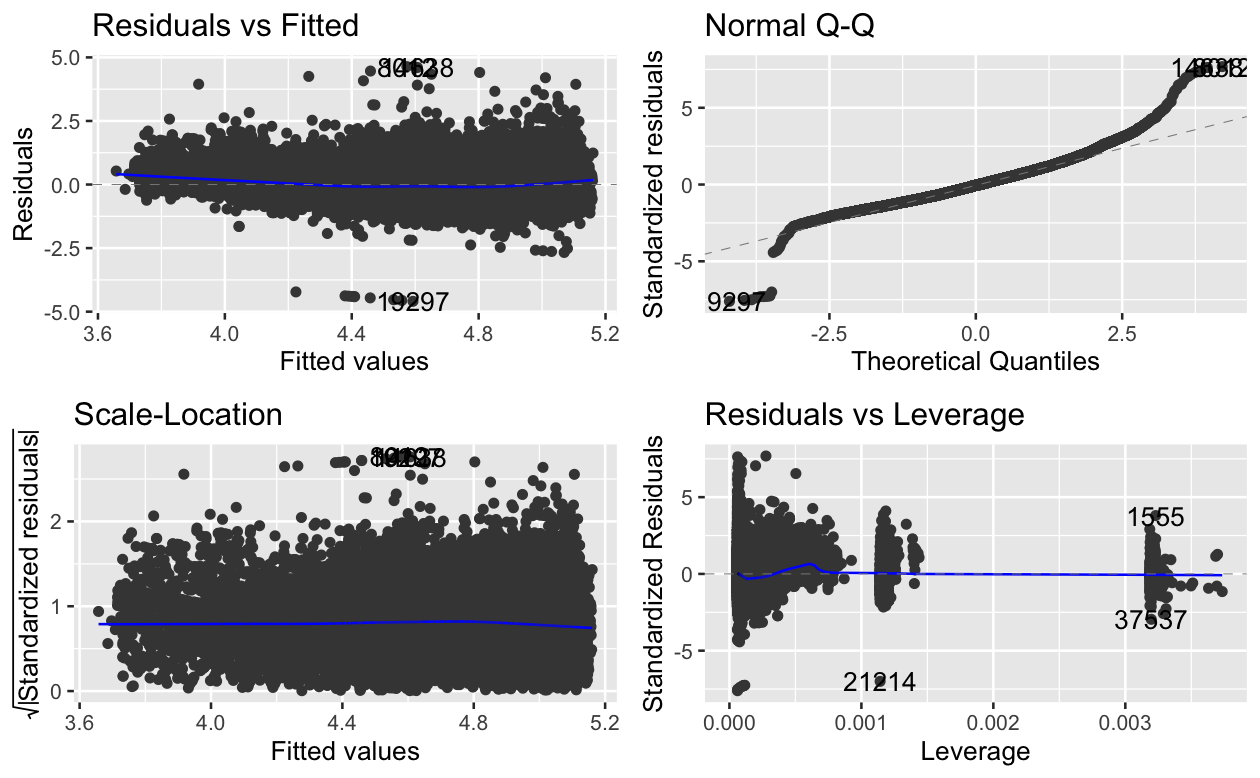 Residuals vs Fitted
5.0
2.5
0.0
-2.5
-5.0
Residuals
19297
3.6 4.0 4.4 4.8 5.2
Fitted values
Normal Q-Q
5
0
-5
Standardized residuals
9297
-2.5 0.0 2.5
Theoretical Quantiles
Scale-Location
2
1
0
√|Standardized residuals|
3.6 4.0 4.4 4.8 5.2
Fitted values
Residuals vs Leverage
5
0
-5
Standardized Residuals
1555
37537
21214
0.000 0.001 0.002 0.003
Leverage